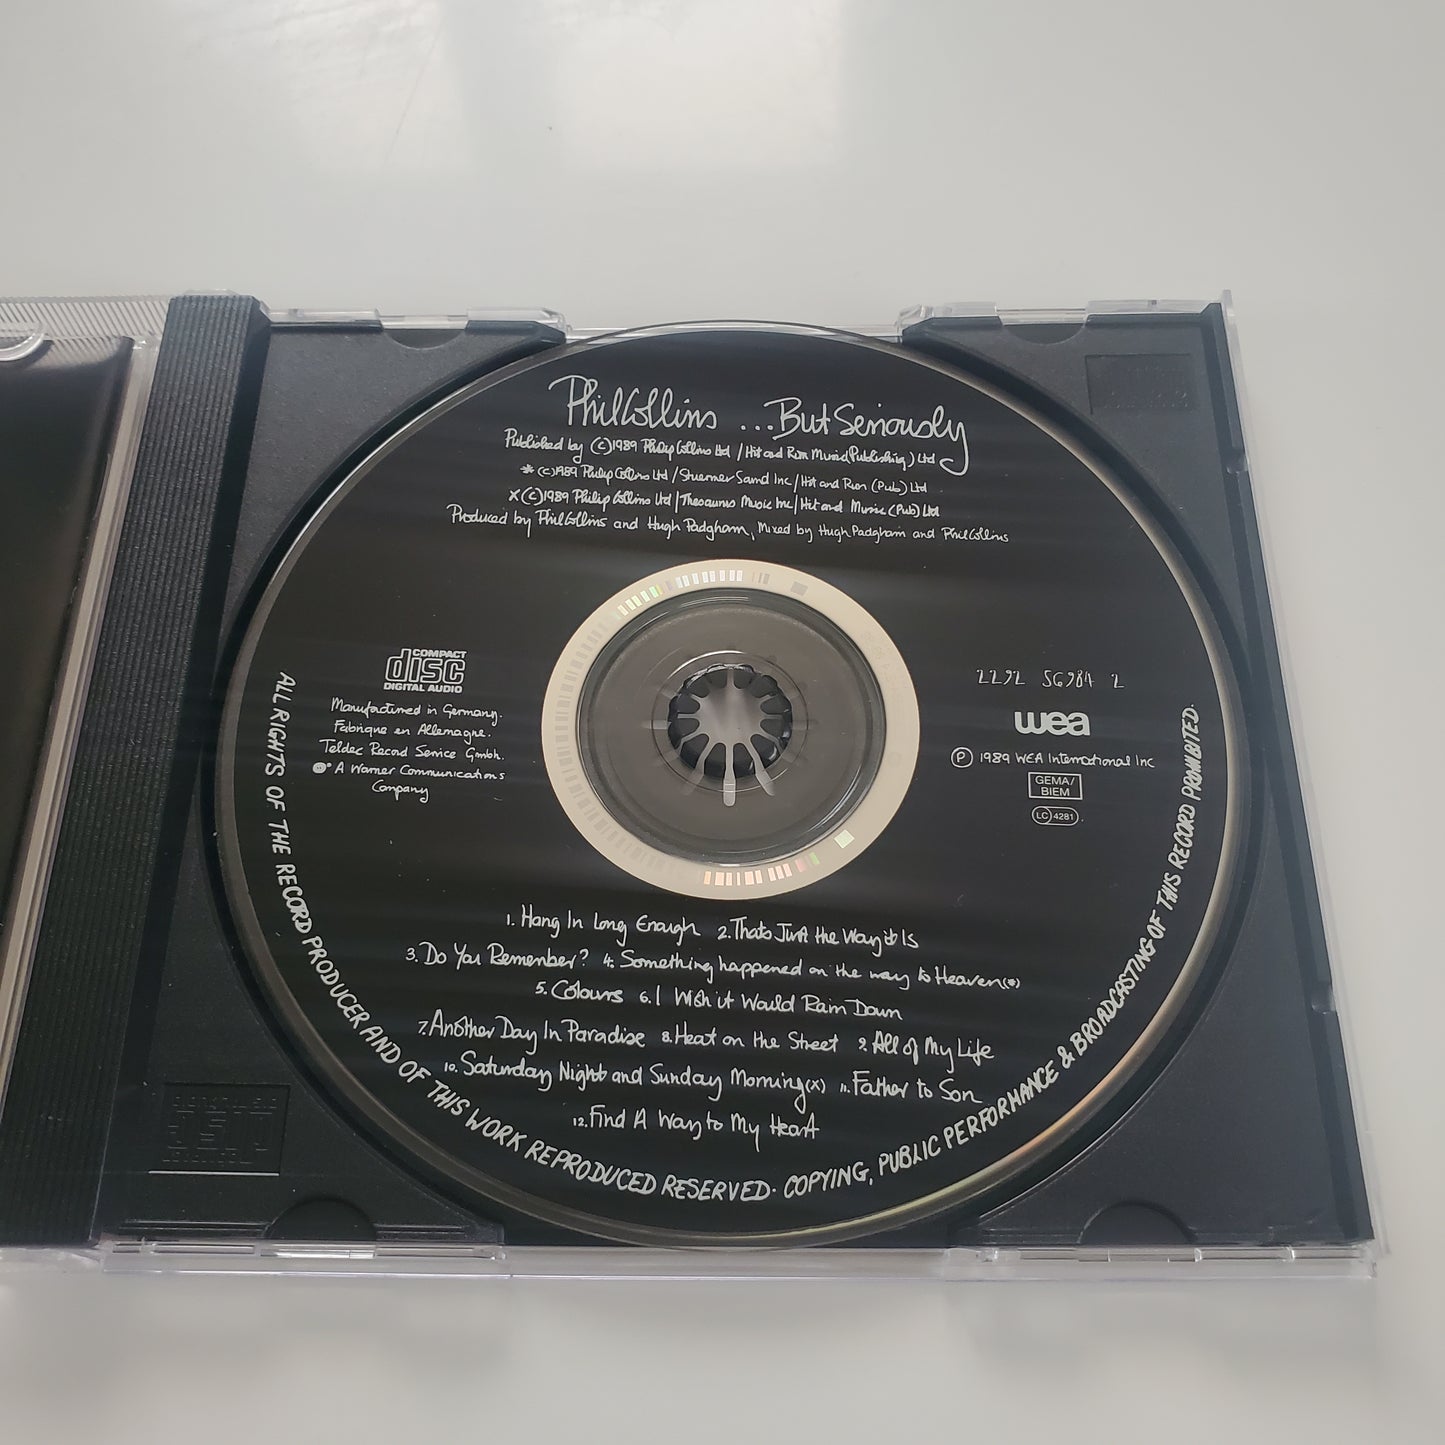 Phil Collins ...But Seriously
Published by (C) 1989 Philip Collins Ltd / Hit and Run Music (Publishing) Ltd
* (C) 1989 Philip Collins Ltd / Stuermer Sound Inc / Hit and Run (Pub) Ltd
X (C) 1989 Philip Collins Ltd / Thesaurus Music Inc / Hit and Music (Pub) Ltd
Produced by Phil Collins and Hugh Padgham, Mixed by Hugh Padgham and Phil Collins
COMPACT
disc
DIGITAL AUDIO
Manufactured in Germany.
Fabrique en Allemagne.
Teldec Record Service Gmbh.
A Warner Communications
Company
2292 56984 2
wea
(P) 1989 WEA International Inc
GEMA/
BIEM
LC 4281
1. Hang In Long Enough 2. Thats Just the Way it Is
3. Do You Remember? 4. Something happened on the way to Heaven (*)
5. Colours 6. I Wish it Would Rain Down
7. Another Day In Paradise 8. Heat on the Street 9. All of My Life
10. Saturday Night and Sunday Morning (X) 11. Father to Son
12. Find A Way to My Heart
ALL RIGHTS OF THE RECORD PRODUCER AND OF THIS WORK REPRODUCED RESERVED. COPYING, PUBLIC PERFORMANCE & BROADCASTING OF THIS RECORD PROHIBITED.